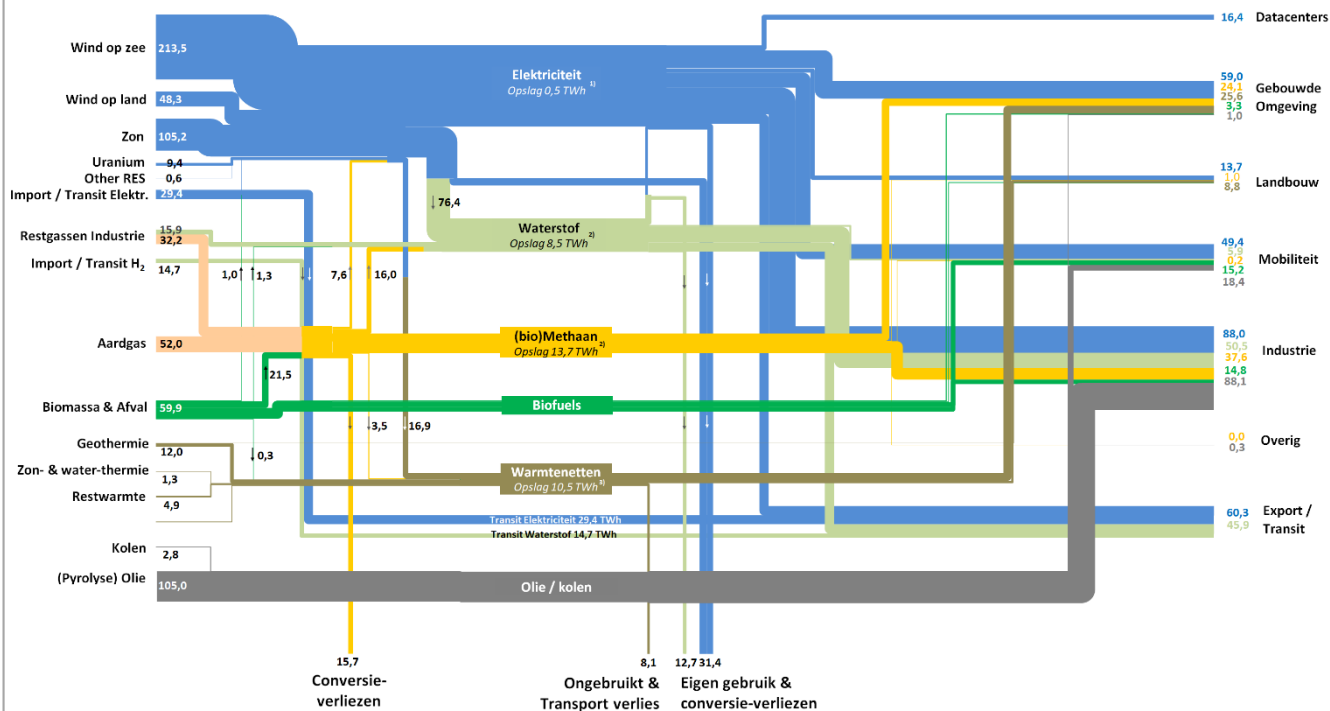 Wind op zee
213,5
Wind op land
48,3
Zon
105,2
Uranium
9,4
Other RES
0,6
Import / Transit Elektr.
29,4
Restgassen Industrie
15,9
32,2
Import / Transit H2
14,7
Aardgas
52,0
Biomassa & Afval
59,9
Geothermie
12,0
Zon- & water-thermie
1,3
Restwarmte
4,9
Kolen
2,8
(Pyrolyse) Olie
105,0
Elektriciteit
Opslag 0,5 TWh 1)
76,4
Waterstof
Opslag 8,5 TWh 2)
1,0
1,3
7,6
16,0
(bio)Methaan
Opslag 13,7 TWh 2)
21,5
Biofuels
3,5
16,9
0,3
Warmtenetten
Opslag 10,5 TWh 3)
Transit Elektriciteit 29,4 TWh
Transit Waterstof 14,7 TWh
Olie / kolen
16,4
Datacenters
59,0
24,1
25,6
3,3
1,0
Gebouwde
Omgeving
13,7
1,0
8,8
Landbouw
49,4
5,9
0,2
15,2
18,4
Mobiliteit
88,0
50,5
37,6
14,8
88,1
Industrie
0,0
0,3
Overig
60,3
45,9
Export /
Transit
15,7
8,1
12,7
31,4
Conversie-
verliezen
Ongebruikt &
Transport verlies
Eigen gebruik &
conversie-verliezen